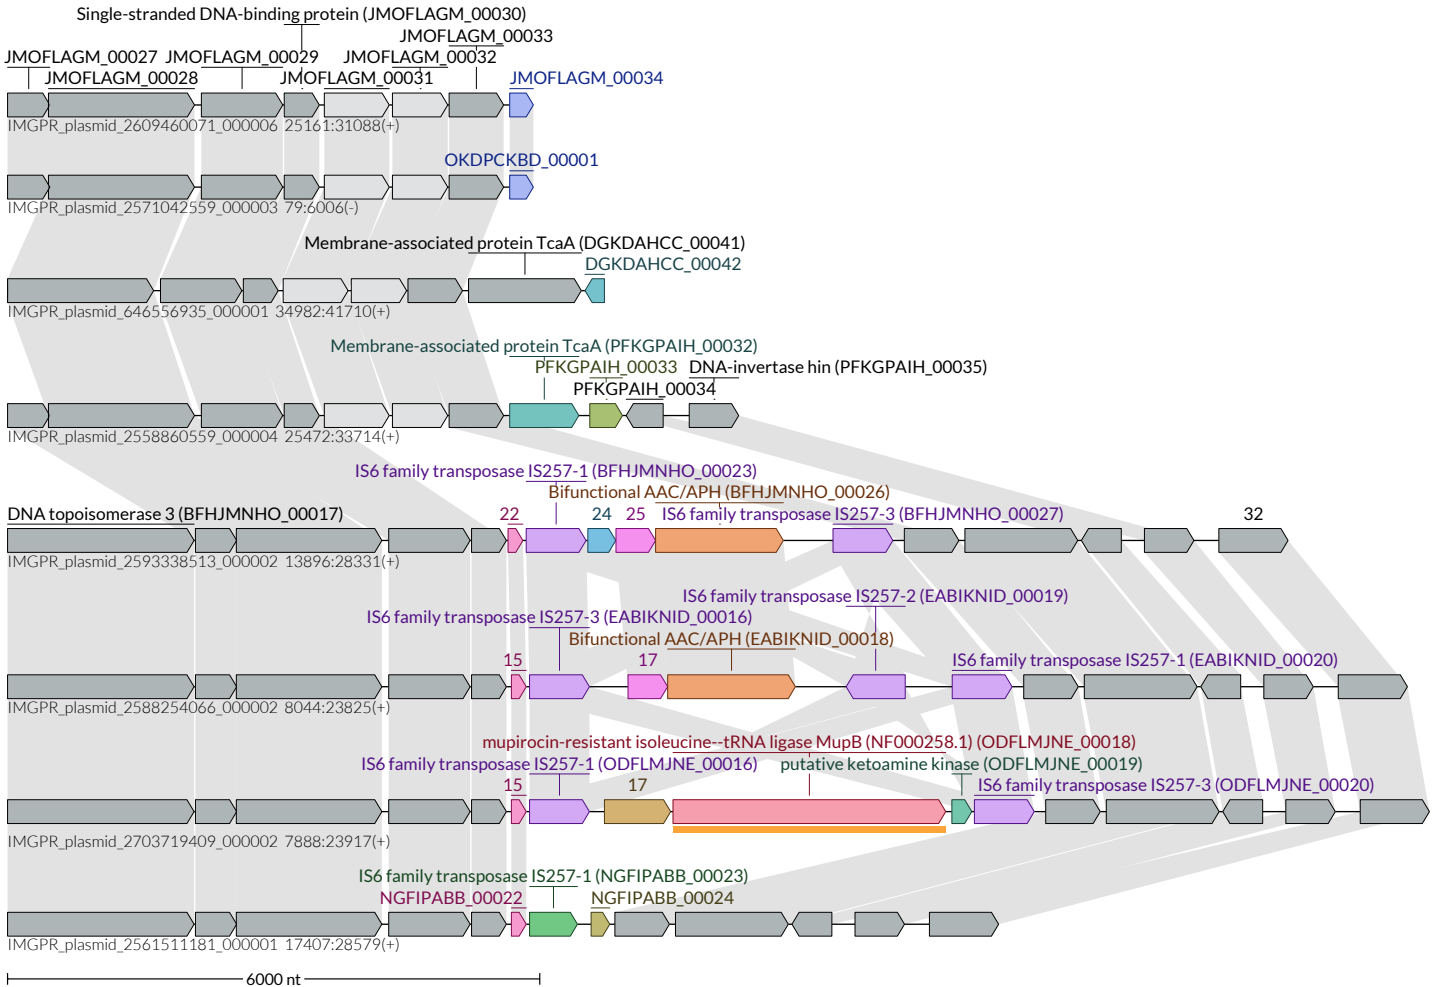 Single-stranded DNA-binding protein (JMOFLAGM_00030)
JMOFLAGM_00033
JMOFLAGM_00027 JMOFLAGM_00029 JMOFLAGM_00032
JMOFLAGM_00028 JMOFLAGM_00031 JMOFLAGM_00034
IMGPR_plasmid_2609460071_000006 25161:31088(+)
OKDPCKBD_00001
IMGPR_plasmid_2571042559_000003 79:6006(-)
Membrane-associated protein TcaA (DGKDAHCC_00041)
DGKDAHCC_00042
IMGPR_plasmid_646556935_000001 34982:41710(+)
Membrane-associated protein TcaA (PFKGPAIH_00032)
PFKGPAIH_00033 DNA-invertase hin (PFKGPAIH_00035)
PFKGPAIH_00034
IMGPR_plasmid_2558860559_000004 25472:33714(+)
IS6 family transposase IS257-1 (BFHJMNHO_00023)
Bifunctional AAC/APH (BFHJMNHO_00026)
DNA topoisomerase 3 (BFHJMNHO_00017) 22 24 25 IS6 family transposase IS257-3 (BFHJMNHO_00027) 32
IMGPR_plasmid_2593338513_000002 13896:28331(+)
IS6 family transposase IS257-2 (EABIKNID_00019)
IS6 family transposase IS257-3 (EABIKNID_00016)
Bifunctional AAC/APH (EABIKNID_00018)
15 17 IS6 family transposase IS257-1 (EABIKNID_00020)
IMGPR_plasmid_2588254066_000002 8044:23825(+)
mupirocin-resistant isoleucine--tRNA ligase MupB (NF000258.1) (ODFLMJNE_00018)
IS6 family transposase IS257-1 (ODFLMJNE_00016) putative ketoamine kinase (ODFLMJNE_00019)
15 17 IS6 family transposase IS257-3 (ODFLMJNE_00020)
IMGPR_plasmid_2703719409_000002 7888:23917(+)
IS6 family transposase IS257-1 (NGFIPABB_00023)
NGFIPABB_00022 NGFIPABB_00024
IMGPR_plasmid_2561511181_000001 17407:28579(+)
6000 nt